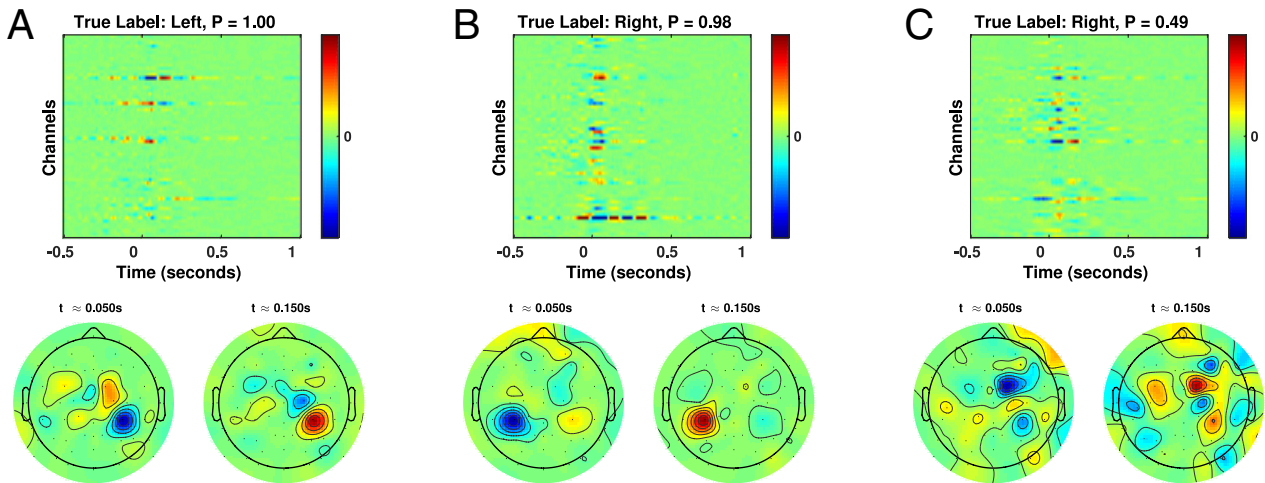 A
True Label: Left, P = 1.00
Channels
0
-0.5
0
0.5
1
Time (seconds)
t ≈ 0.050s
t ≈ 0.150s
B
True Label: Right, P = 0.98
Channels
0
-0.5
0
0.5
1
Time (seconds)
t ≈ 0.050s
t ≈ 0.150s
C
True Label: Right, P = 0.49
Channels
0
-0.5
0
0.5
1
Time (seconds)
t ≈ 0.050s
t ≈ 0.150s